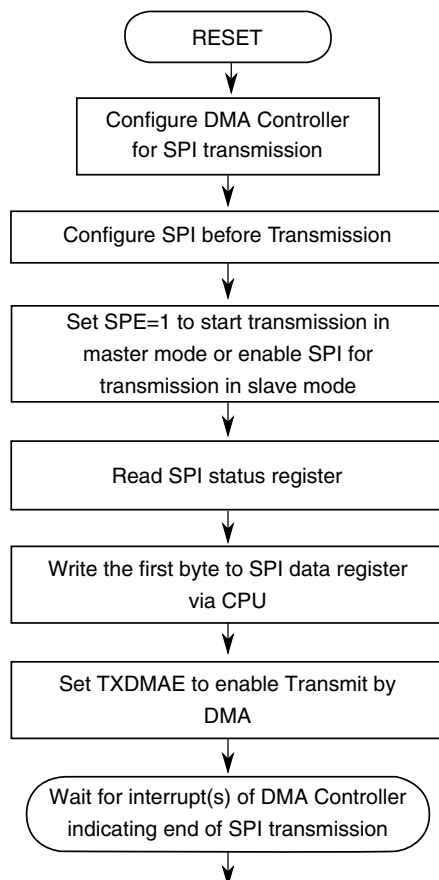 RESET
Configure DMA Controller
for SPI transmission
Configure SPI before Transmission
Set SPE=1 to start transmission in
master mode or enable SPI for
transmission in slave mode
Read SPI status register
Write the first byte to SPI data register
via CPU
Set TXDMAE to enable Transmit by
DMA
Wait for interrupt(s) of DMA Controller
indicating end of SPI transmission